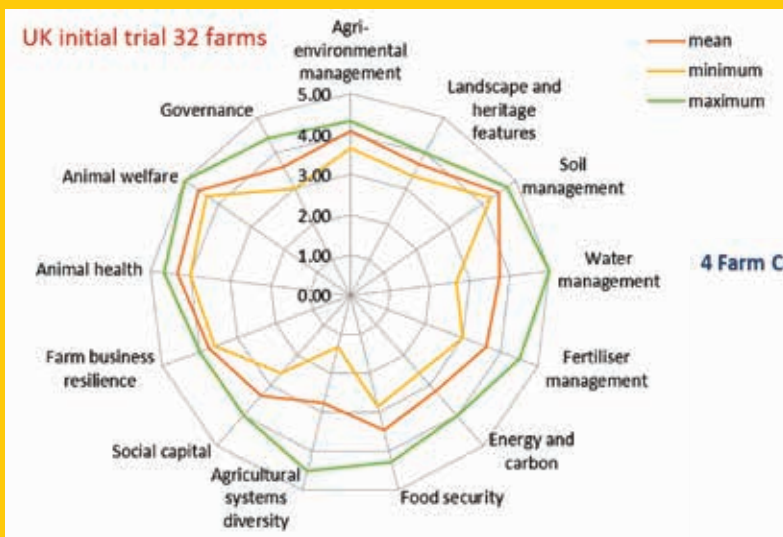 UK initial trial 32 farms
Agri-
environmental
management
Landscape and
heritage
features
Soil
management
Water
management
Fertiliser
management
Energy and
carbon
Food security
Agricultural
systems
diversity
Social capital
Farm business
resilience
Animal health
Animal welfare
Governance
5.00
4.00
3.00
2.00
1.00
0.00
mean
minimum
maximum
4 Farm C